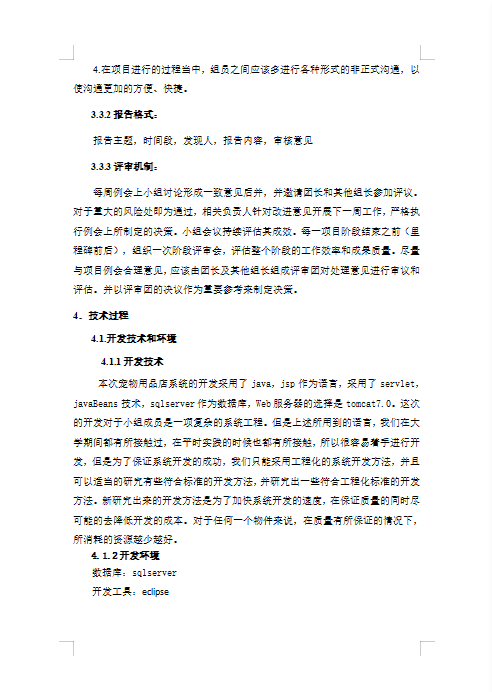 4.在项目进行的过程当中，组员之间应该多进行各种形式的非正式沟通，以
使沟通更加的方便、快捷。
3.3.2 报告格式：
报告主题，时间段，发现人，报告内容，审核意见
3.3.3 评审机制：
每周例会上小组讨论形成一致意见后并，并邀请团长和其他组长参加评议。
对于重大的风险处即为通过，相关负责人针对改进意见开展下一周工作，严格执
行例会上所制定的决策。小组会议持续评估其成效。每一项目阶段结束之前（里
程碑前后），组织一次阶段评审会，评估整个阶段的工作效率和成果质量。尽量
与项目例会合理意见，应该由团长及其他组长组成评审团对处理意见进行审议和
评估。并以评审团的决议作为重要参考来制定决策。
4．技术过程
4.1.开发技术和环境
4.1.1 开发技术
本次宠物用品店系统的开发采用了 java，jsp 作为语言，采用了 servlet，
javaBeans 技术，sqlserver 作为数据库，Web 服务器的选择是 tomcat7.0。这次
的开发对于小组成员是一项复杂的系统工程。但是上述所用到的语言，我们在大
学期间都有所接触过，在平时实践的时候也都有所接触，所以很容易着手进行开
发，但是为了保证系统开发的成功，我们只能采用工程化的系统开发方法，并且
可以适当的研究有些符合标准的开发方法，并研究出一些符合工程化标准的开发
方法。新研究出来的开发方法是为了加快系统开发的速度，在保证质量的同时尽
可能的去降低开发的成本。对于任何一个物件来说，在质量有所保证的情况下，
所消耗的资源越少越好。
4.1.2 开发环境
数据库：sqlserver
开发工具：eclipse